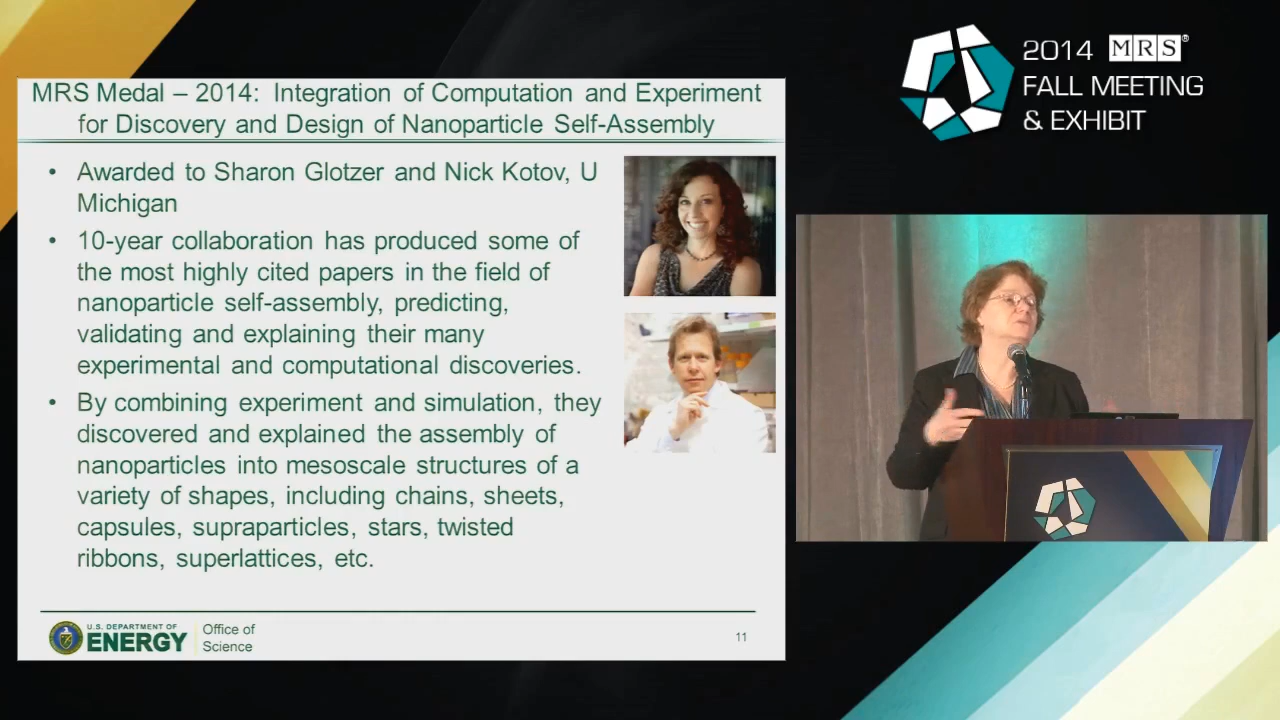 MRS Medal – 2014: Integration of Computation and Experiment
for Discovery and Design of Nanoparticle Self-Assembly
• Awarded to Sharon Glotzer and Nick Kotov, U
Michigan
• 10-year collaboration has produced some of
the most highly cited papers in the field of
nanoparticle self-assembly, predicting,
validating and explaining their many
experimental and computational discoveries.
• By combining experiment and simulation, they
discovered and explained the assembly of
nanoparticles into mesoscale structures of a
variety of shapes, including chains, sheets,
capsules, supraparticles, stars, twisted
ribbons, superlattices, etc.
U.S. DEPARTMENT OF
ENERGY
Office of
Science
11
2014 MRS®
FALL MEETING
& EXHIBIT